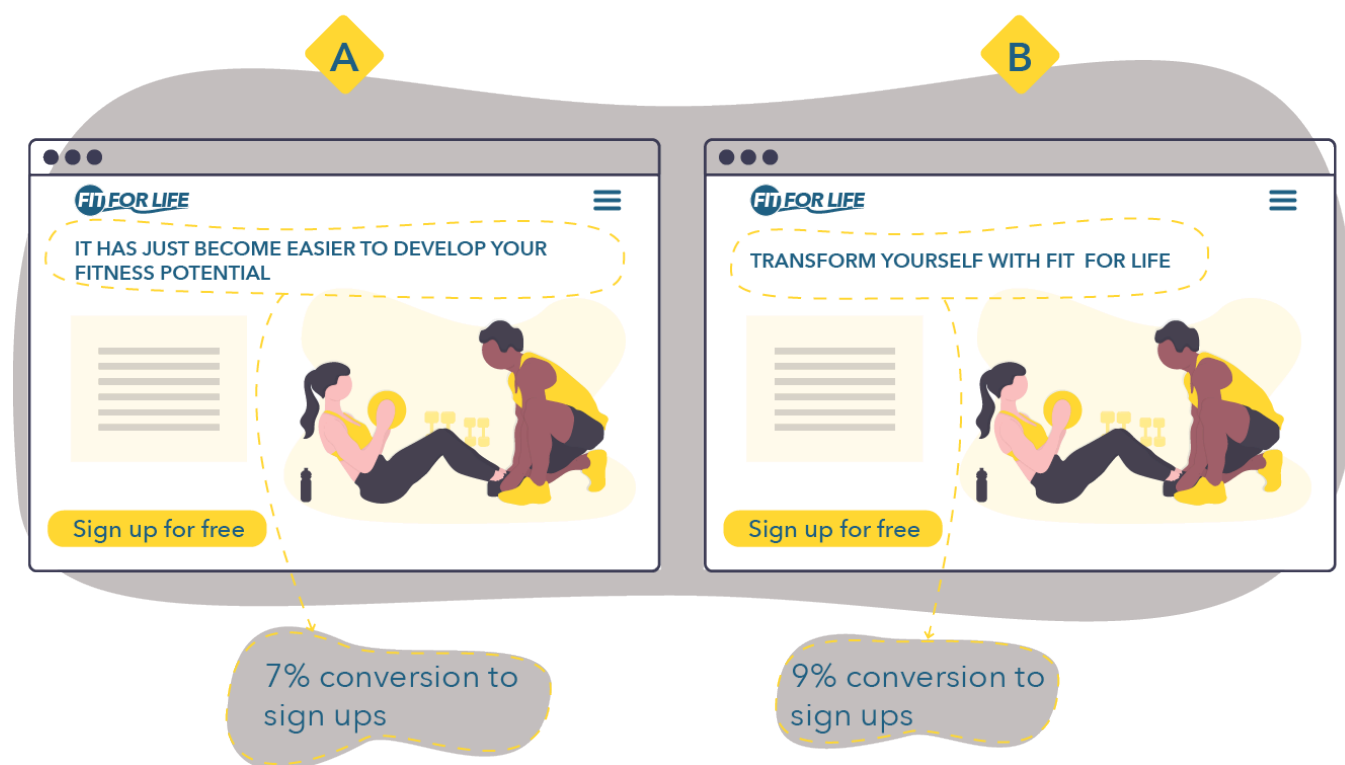 A
B
FIT FOR LIFE
IT HAS JUST BECOME EASIER TO DEVELOP YOUR
FITNESS POTENTIAL
Sign up for free
7% conversion to
sign ups
FIT FOR LIFE
TRANSFORM YOURSELF WITH FIT  FOR LIFE
Sign up for free
9% conversion to
sign ups